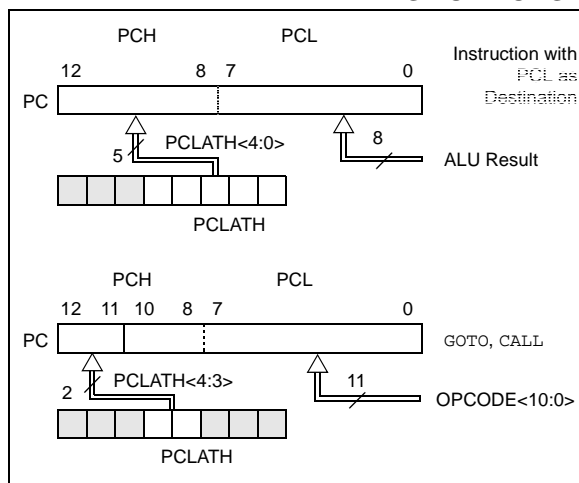 PCH PCL
12 8 7 0
Instruction with
PCL as
Destination
PC
5 PCLATH<4:0>
8
ALU Result
PCLATH
PCH PCL
12 11 10 8 7 0
PC
GOTO, CALL
2 PCLATH<4:3>
11
OPCODE<10:0>
PCLATH